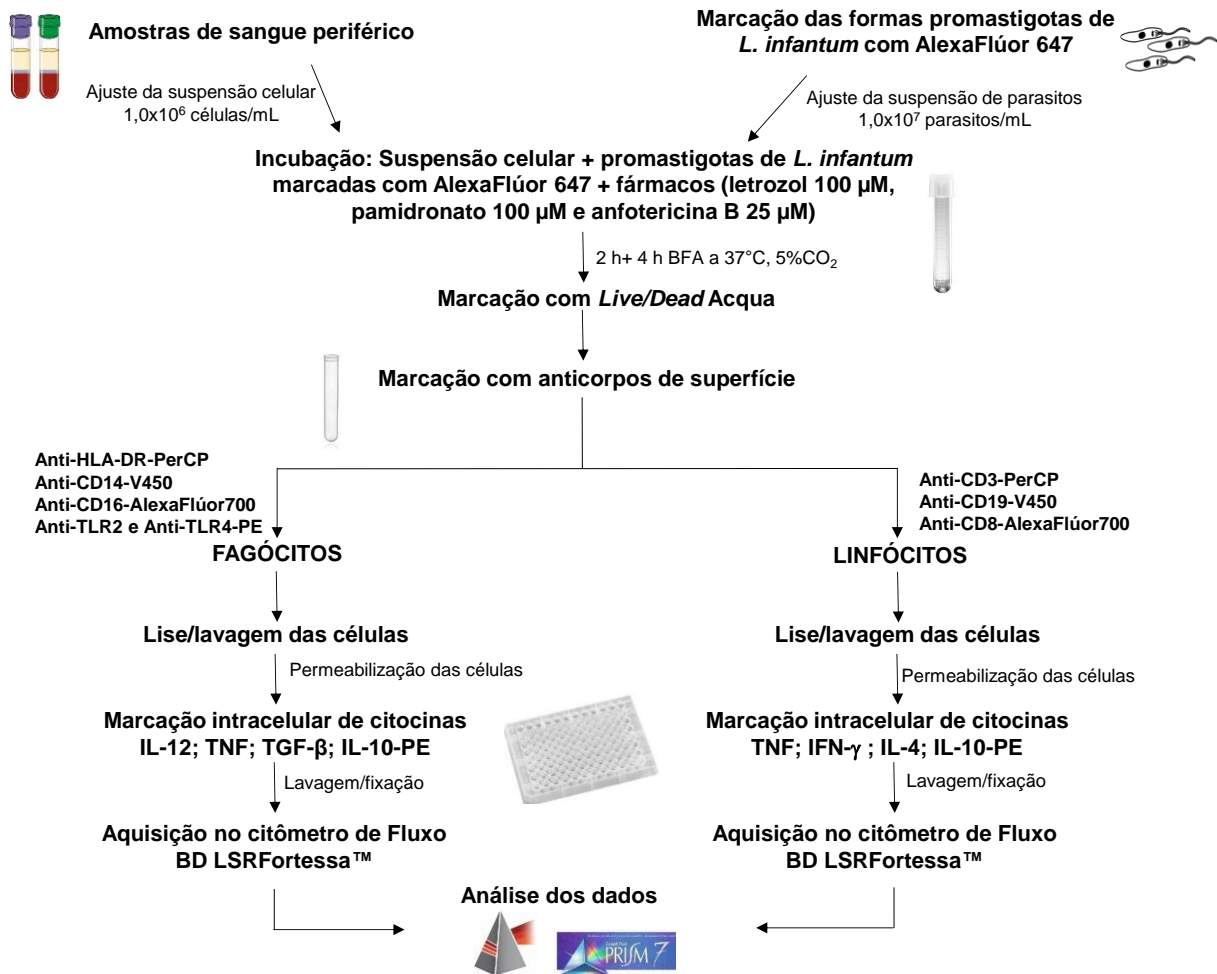 Amostras de sangue periférico
Ajuste da suspensão celular
1,0x10⁶ células/mL
Marcação das formas promastigotas de
L. infantum com AlexaFlúor 647
Ajuste da suspensão de parasitos
1,0x10⁷ parasitos/mL
Incubação: Suspensão celular + promastigotas de L. infantum
marcadas com AlexaFlúor 647 + fármacos (letrozol 100 µM,
pamidronato 100 µM e anfotericina B 25 µM)
2 h+ 4 h BFA a 37°C, 5%CO₂
Marcação com Live/Dead Acqua
Marcação com anticorpos de superfície
Anti-HLA-DR-PerCP
Anti-CD14-V450
Anti-CD16-AlexaFlúor700
Anti-TLR2 e Anti-TLR4-PE
FAGÓCITOS
Lise/lavagem das células
Permeabilização das células
Marcação intracelular de citocinas
IL-12; TNF; TGF-β; IL-10-PE
Lavagem/fixação
Aquisição no citômetro de Fluxo
BD LSRFortessa™
Anti-CD3-PerCP
Anti-CD19-V450
Anti-CD8-AlexaFlúor700
LINFÓCITOS
Lise/lavagem das células
Permeabilização das células
Marcação intracelular de citocinas
TNF; IFN-γ ; IL-4; IL-10-PE
Lavagem/fixação
Aquisição no citômetro de Fluxo
BD LSRFortessa™
Análise dos dados
GraphPad
PRISM 7